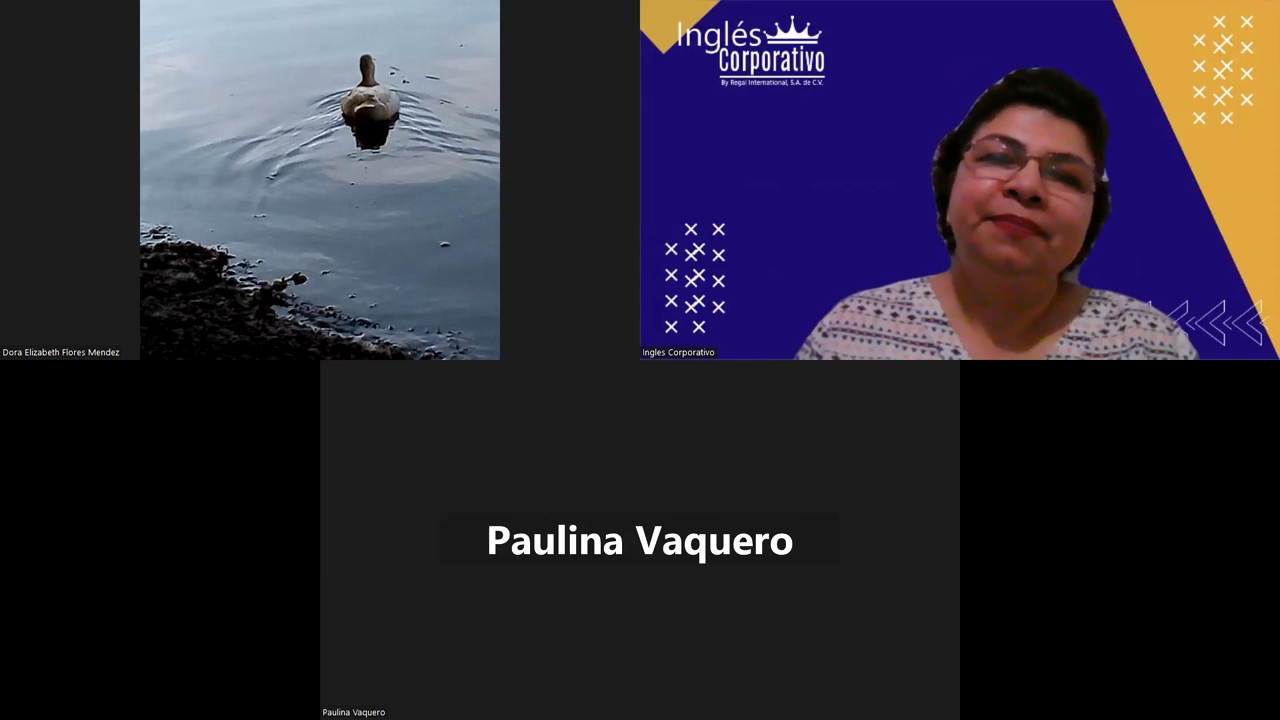 Inglés
Corporativo
By Regal International, S.A. de C.V.
Dora Elizabeth Flores Mendez
Ingles Corporativo
Paulina Vaquero
Paulina Vaquero